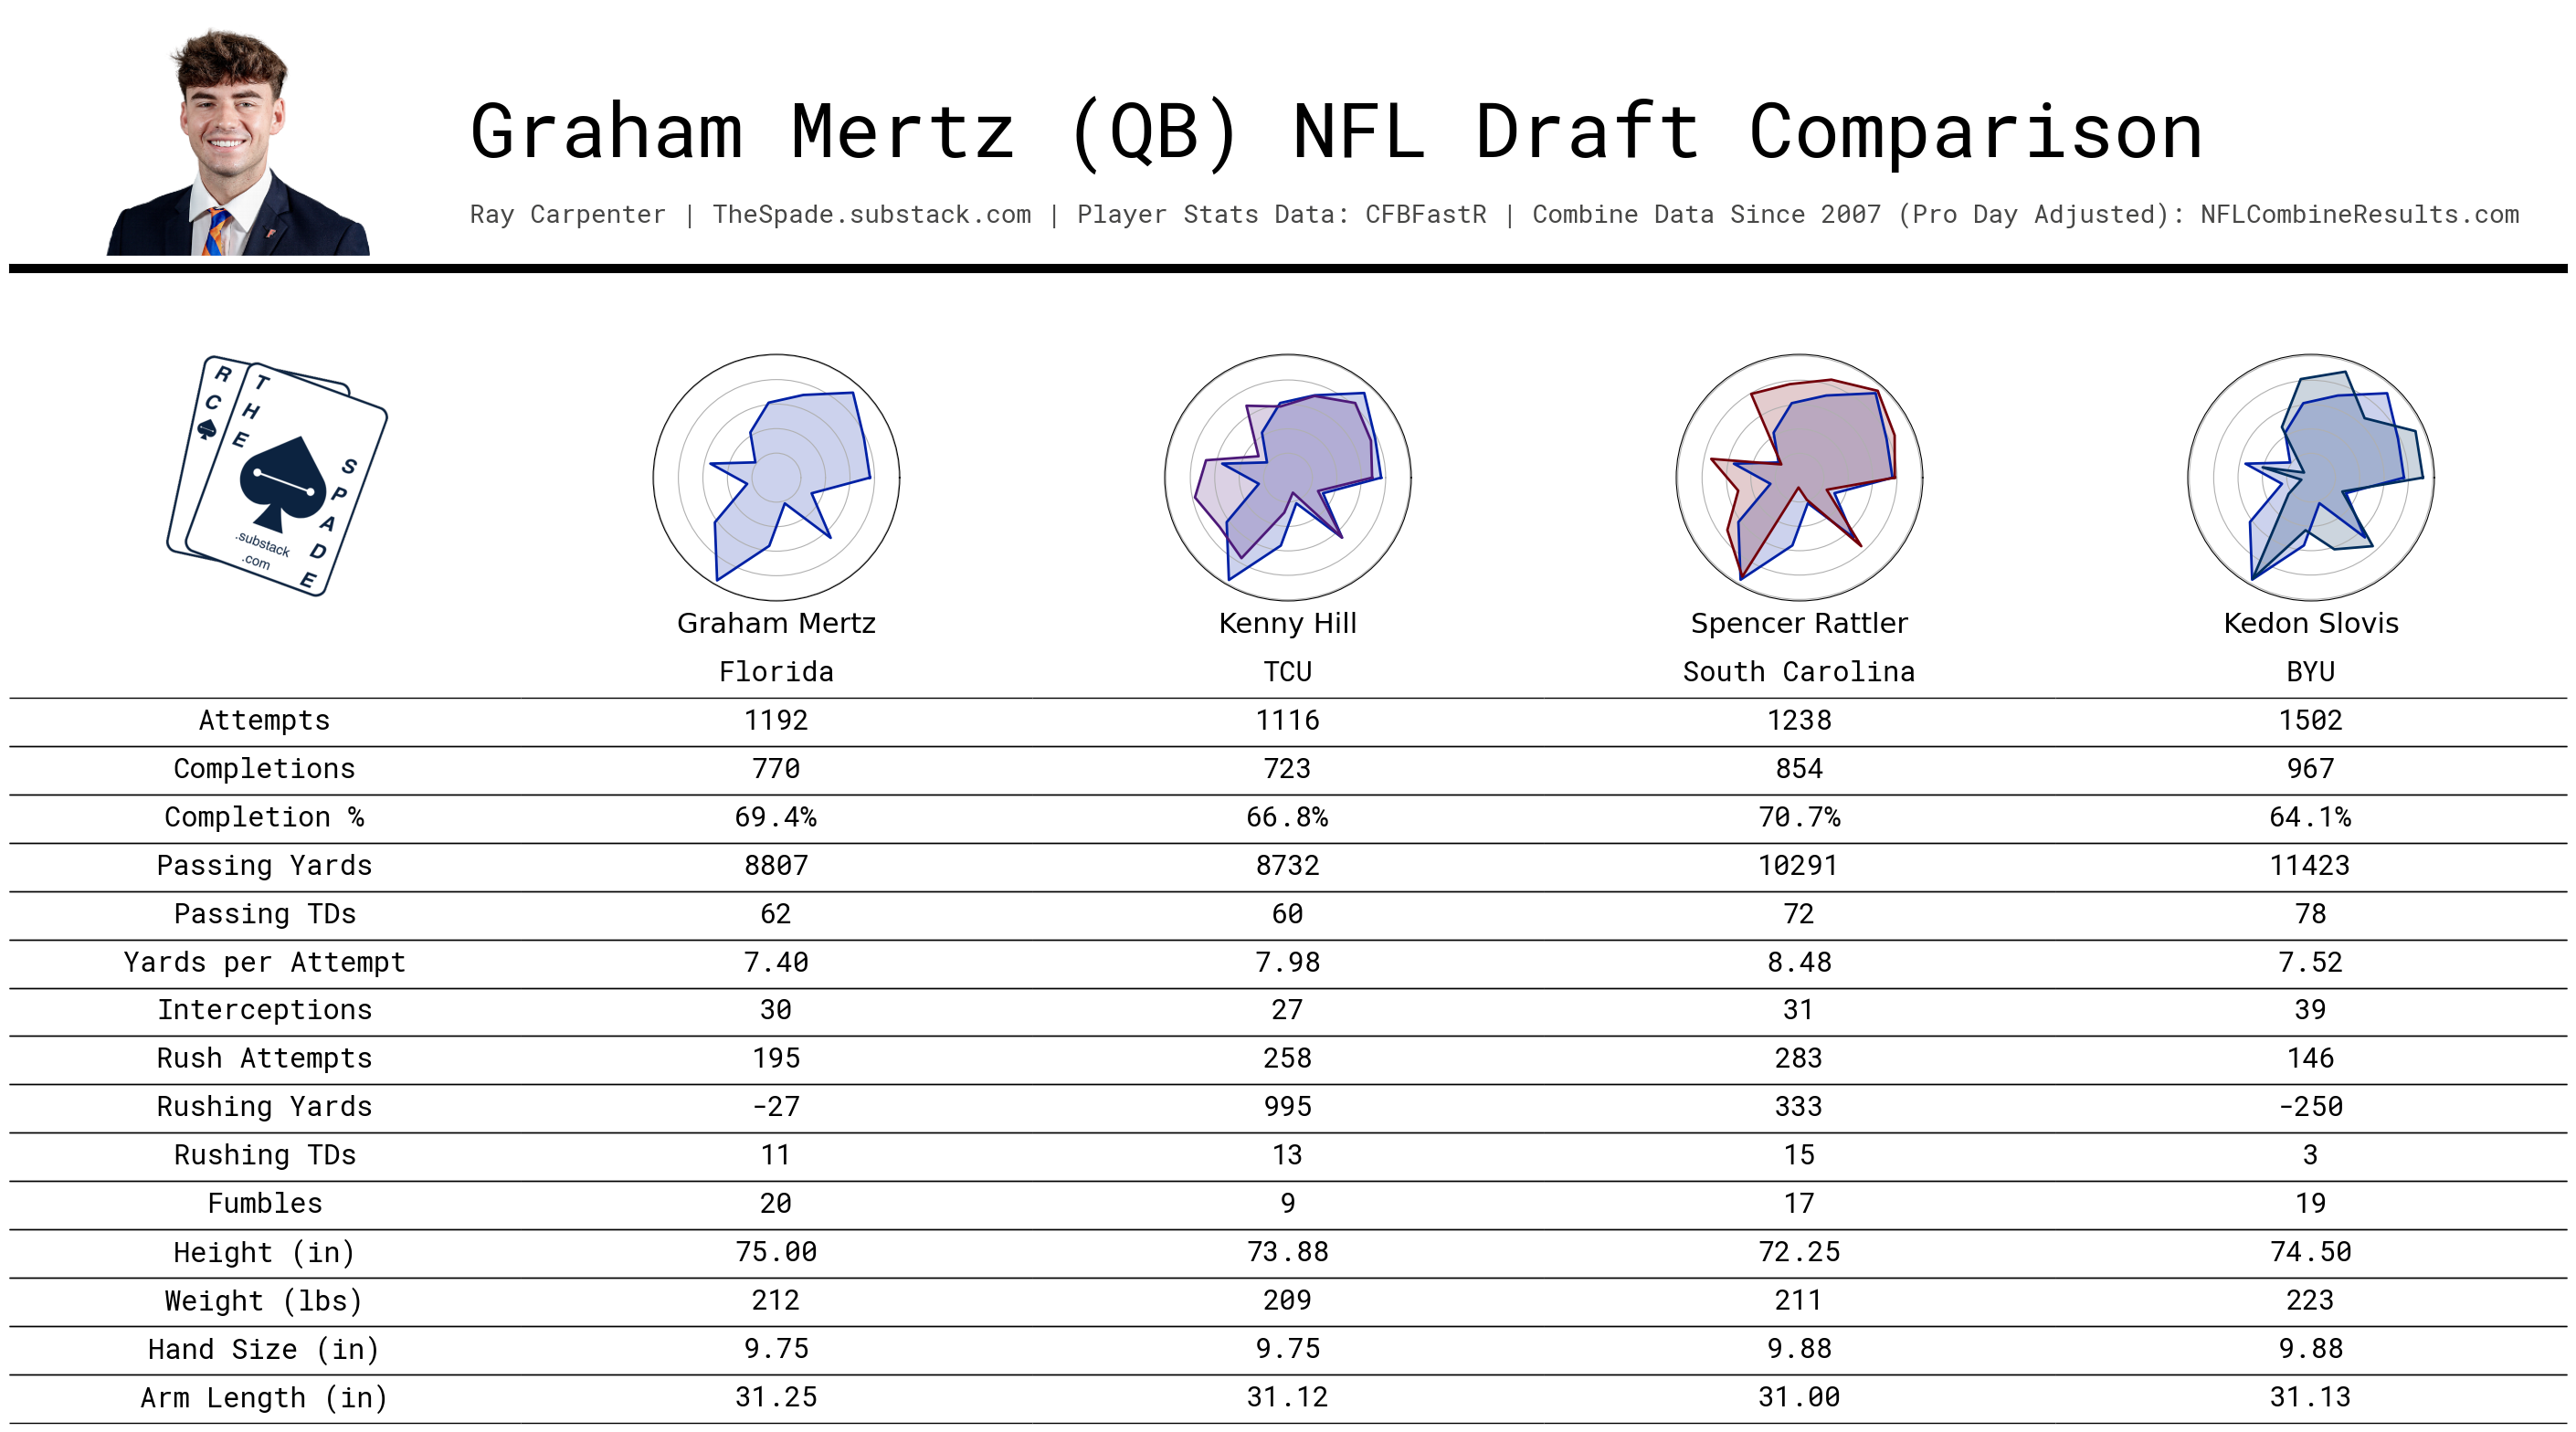 Graham Mertz (QB) NFL Draft Comparison
Ray Carpenter | TheSpade.substack.com | Player Stats Data: CFBFastR | Combine Data Since 2007 (Pro Day Adjusted): NFLCombineResults.com
R C
THE SPADE
.substack
.com
Graham Mertz Kenny Hill Spencer Rattler Kedon Slovis
Florida TCU South Carolina BYU
Attempts 1192 1116 1238 1502
Completions 770 723 854 967
Completion % 69.4% 66.8% 70.7% 64.1%
Passing Yards 8807 8732 10291 11423
Passing TDs 62 60 72 78
Yards per Attempt 7.40 7.98 8.48 7.52
Interceptions 30 27 31 39
Rush Attempts 195 258 283 146
Rushing Yards -27 995 333 -250
Rushing TDs 11 13 15 3
Fumbles 20 9 17 19
Height (in) 75.00 73.88 72.25 74.50
Weight (lbs) 212 209 211 223
Hand Size (in) 9.75 9.75 9.88 9.88
Arm Length (in) 31.25 31.12 31.00 31.13